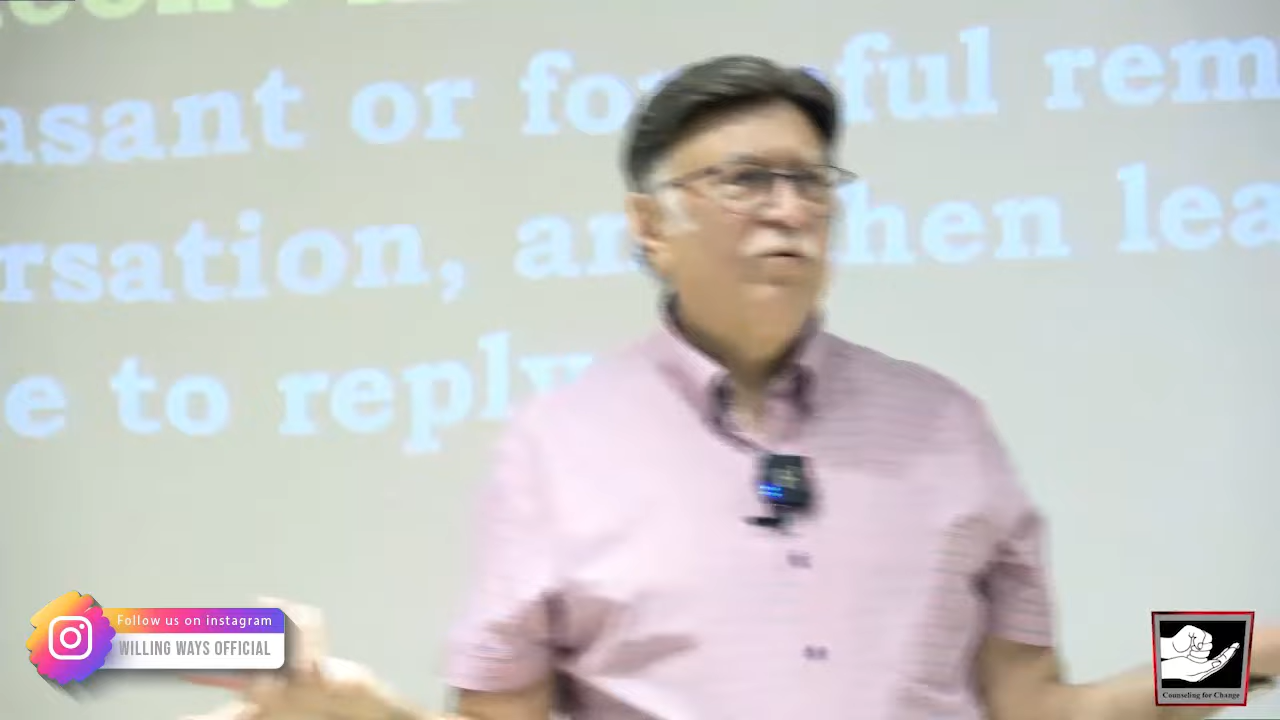 asant or fo ful rem
rsation, an hen lea
e to reply
Follow us on instagram
WILLING WAYS OFFICIAL
Counseling for Change